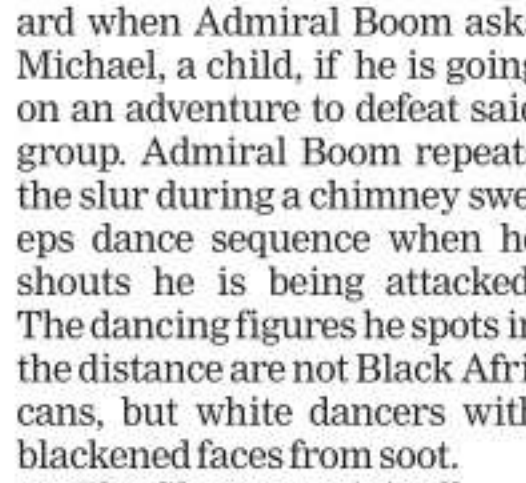 ard when Admiral Boom ask
Michael, a child, if he is going
on an adventure to defeat said
group. Admiral Boom repeat
the slur during a chimney swe
eps dance sequence when he
shouts he is being attacked
The dancing figures he spots in
the distance are not Black Afri
cans, but white dancers with
blackened faces from soot.